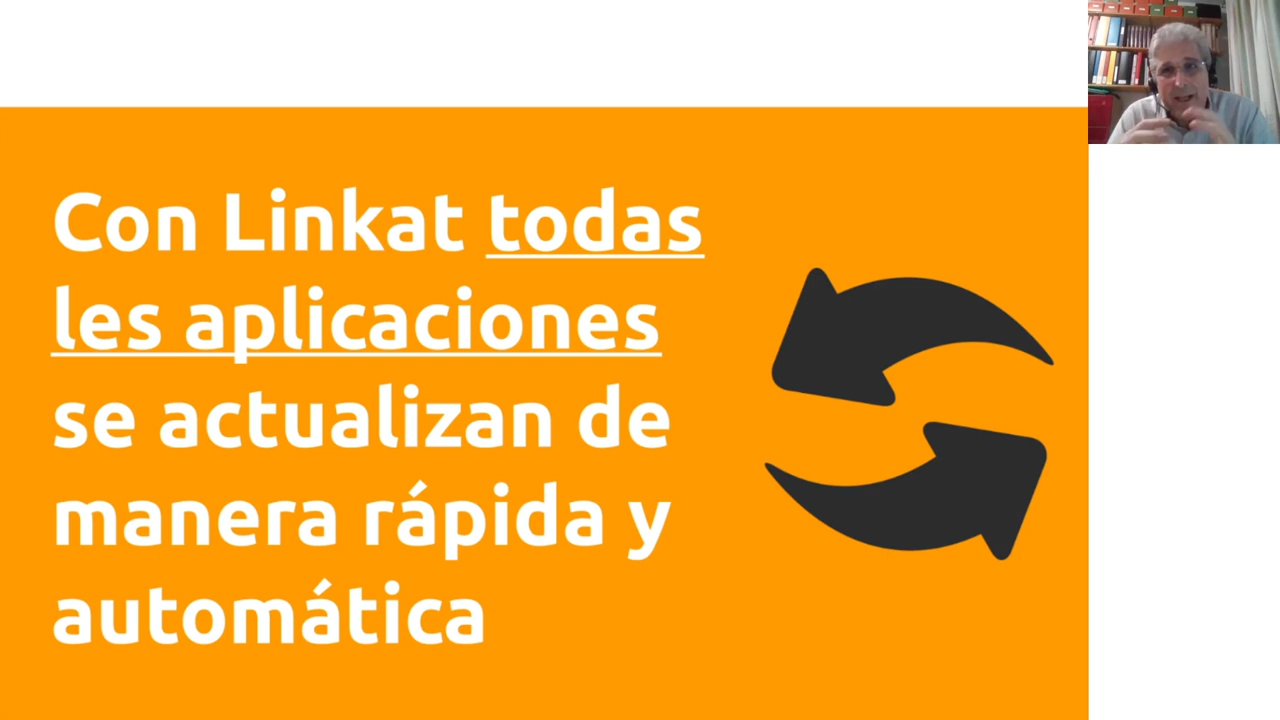 Con Linkat todas
les aplicaciones
se actualizan de
manera rápida y
automática